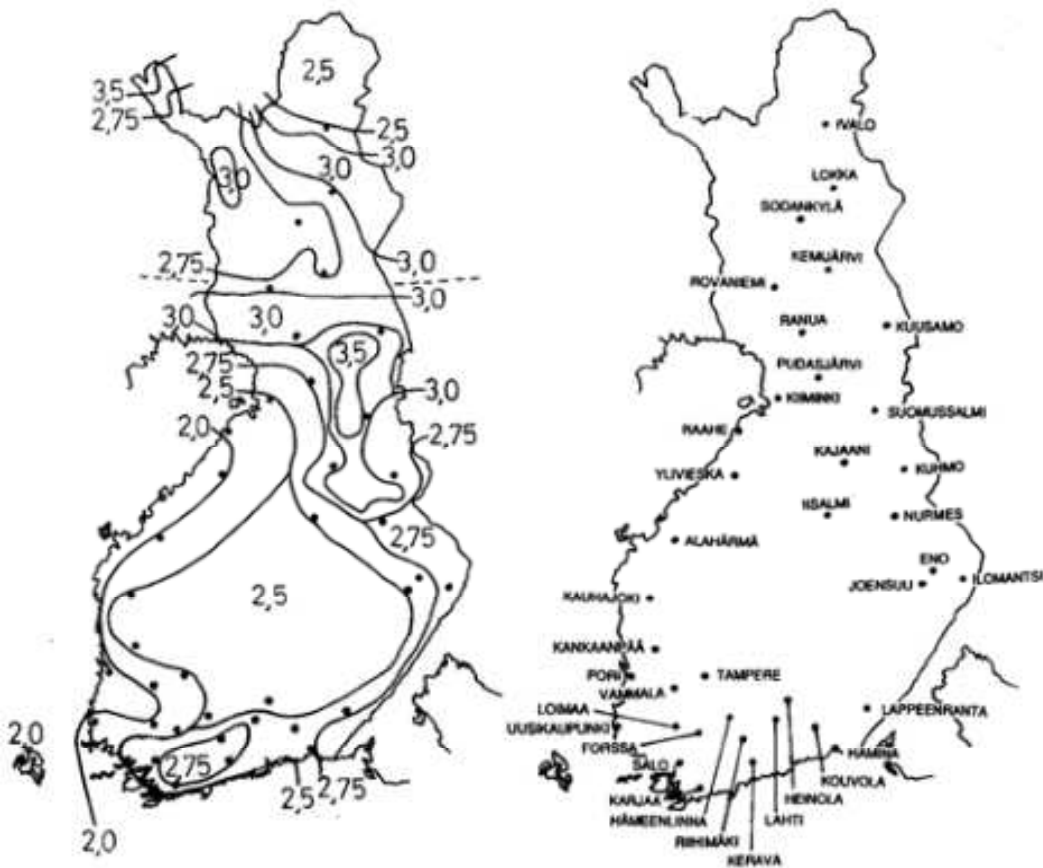 2,5
3,5
2,75
2,5
3,0
3,0
3,0
2,75
3,0
3,0
3,0
3,0
3,5
2,75
2,5
3,0
2,0
2,75
2,75
2,5
2,0
2,75
2,5
2,75
2,0
IVALO
LOKKA
SODANKYLÄ
KEMIJÄRVI
ROVANIEMI
RANUA
KUUSAMO
PUDASJÄRVI
KIIMINKI
SUOMUSSALMI
RAAHE
KAJAANI
YLIVIESKA
KUHMO
IISALMI
NURMES
ALAHÄRMÄ
ENO
JOENSUU
ILOMANTSI
KAUHAJOKI
KANKAANPÄÄ
PORI
TAMPERE
VAMMALA
LOIMAA
LAPPEENRANTA
UUSIKAUPUNKI
FORSSA
HAMINA
SALO
KOUVOLA
KARJAA
HEINOLA
HÄMEENLINNA
LAHTI
RIIHIMÄKI
KERAVA